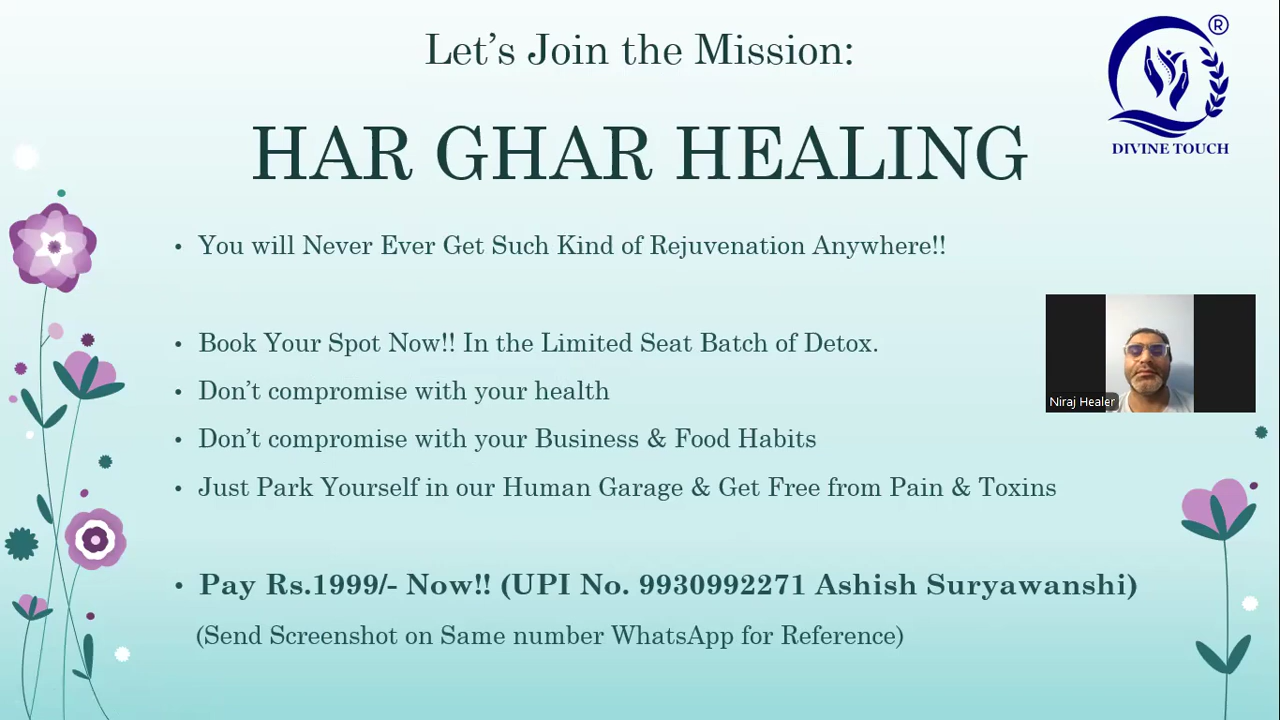 Let's Join the Mission:
HAR GHAR HEALING
®
DIVINE TOUCH
• You will Never Ever Get Such Kind of Rejuvenation Anywhere!!
• Book Your Spot Now!! In the Limited Seat Batch of Detox.
• Don't compromise with your health
• Don't compromise with your Business & Food Habits
• Just Park Yourself in our Human Garage & Get Free from Pain & Toxins
Niraj Healer
• Pay Rs.1999/- Now!! (UPI No. 9930992271 Ashish Suryawanshi)
(Send Screenshot on Same number WhatsApp for Reference)